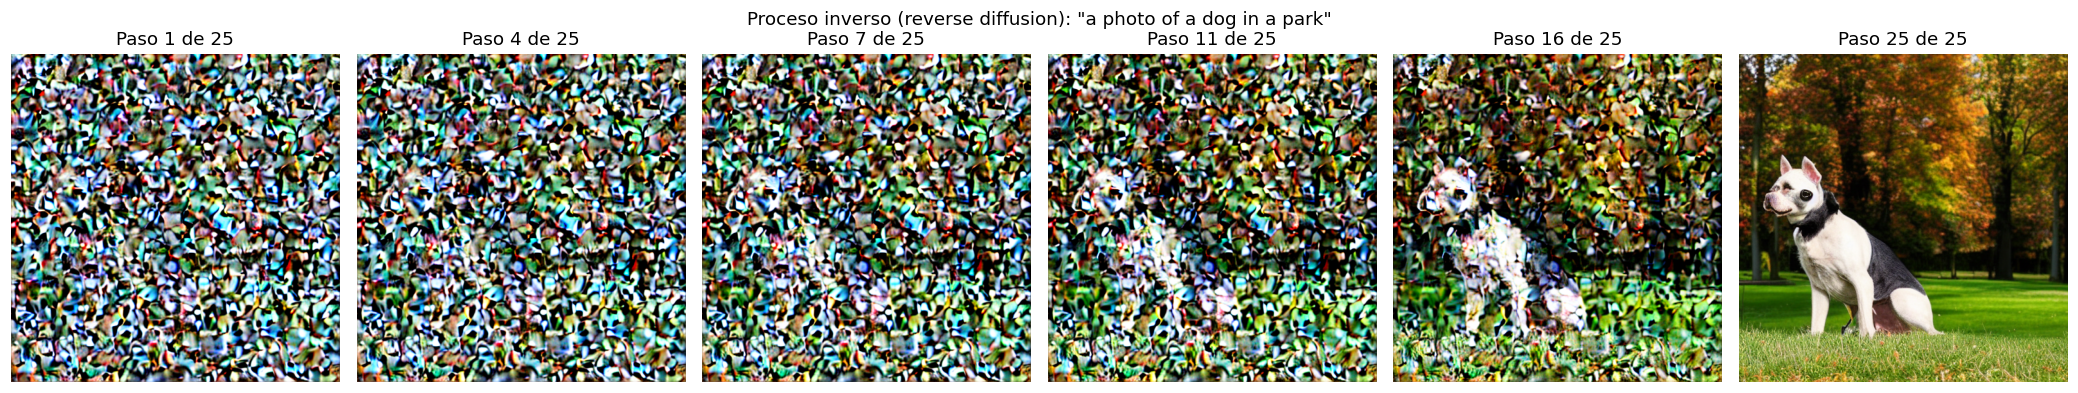 Proceso inverso (reverse diffusion): "a photo of a dog in a park"
Paso 1 de 25
Paso 4 de 25
Paso 7 de 25
Paso 11 de 25
Paso 16 de 25
Paso 25 de 25